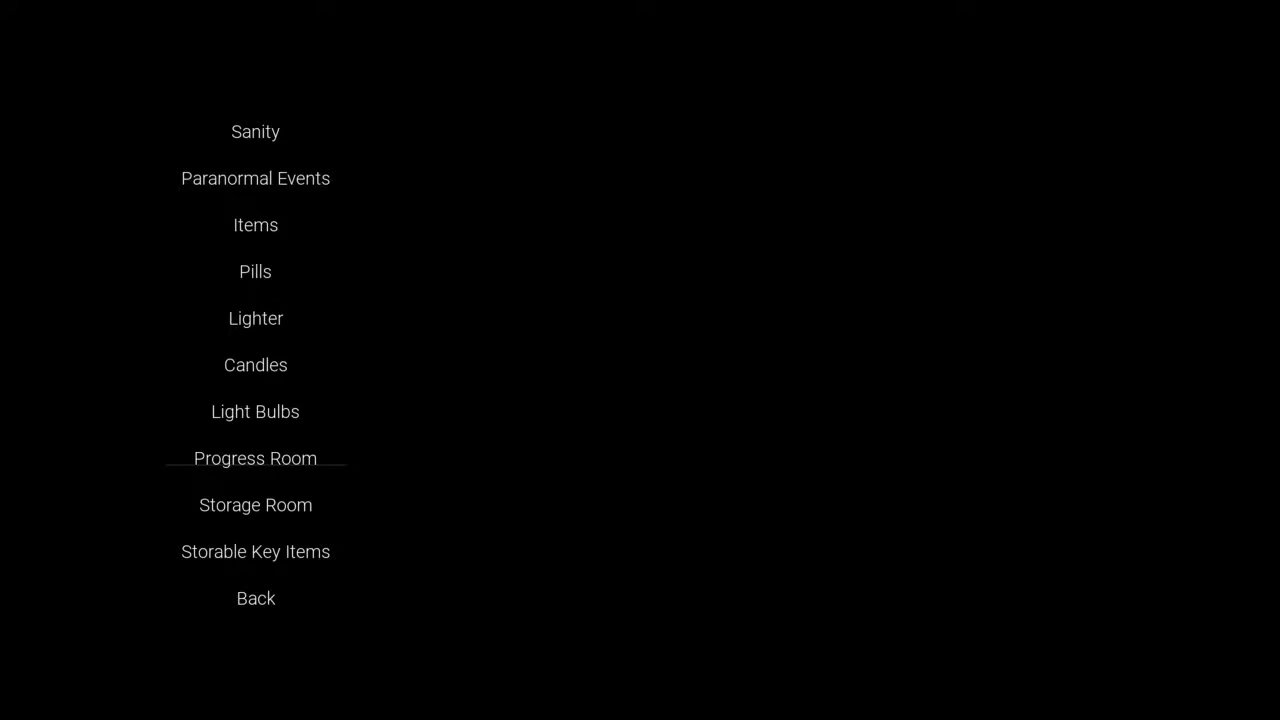 Sanity
Paranormal Events
Items
Pills
Lighter
Candles
Light Bulbs
Progress Room
Storage Room
Storable Key Items
Back